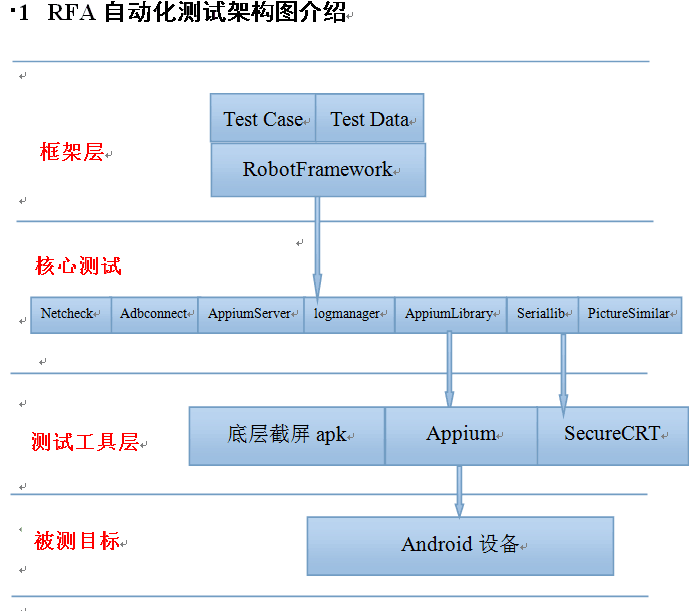 1 RFA 自动化测试架构图介绍
Test Case Test Data
框架层
RobotFramework
核心测试
Netcheck Adbconnect AppiumServer logmanager AppiumLibrary Seriallib PictureSimilar
底层截屏 apk Appium SecureCRT
测试工具层
被测目标
Android 设备